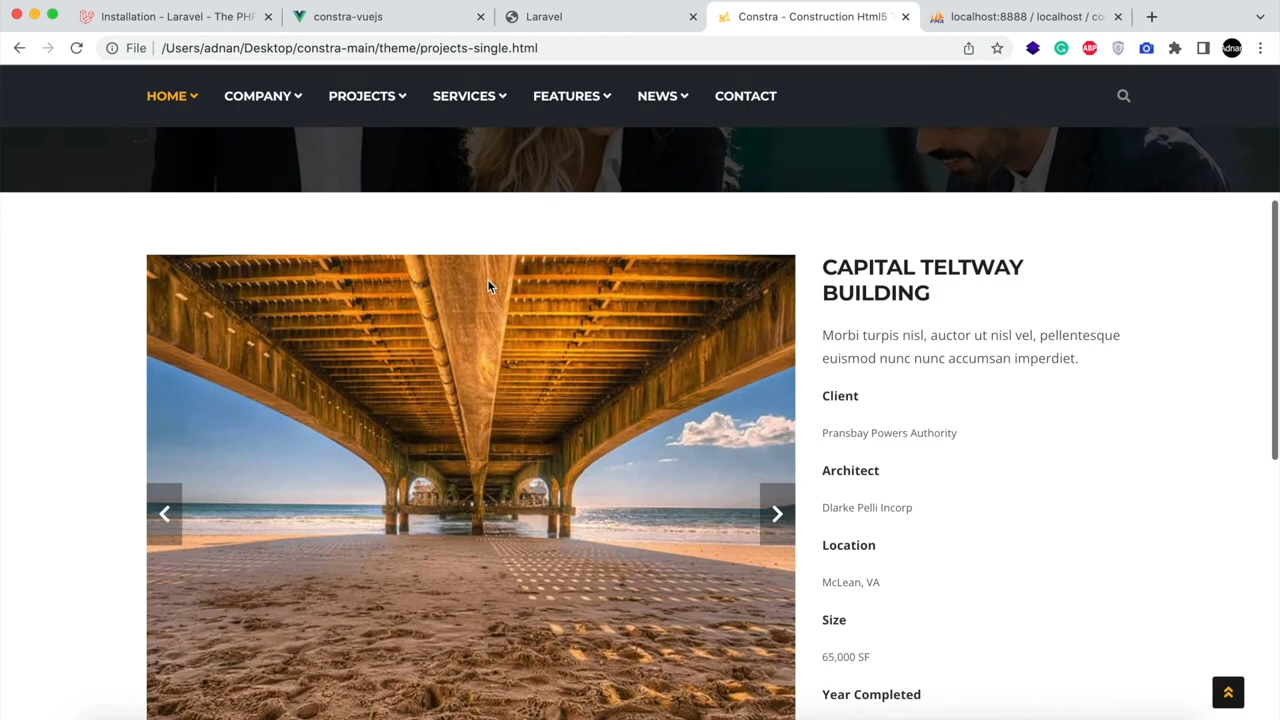 Installation - Laravel - The PHP
constra-vuejs
Laravel
Constra - Construction Html5 T
localhost:8888 / localhost / co
File
/Users/adnan/Desktop/constra-main/theme/projects-single.html
ABP
Adnan
HOME
COMPANY
PROJECTS
SERVICES
FEATURES
NEWS
CONTACT
CAPITAL TELTWAY
BUILDING
Morbi turpis nisl, auctor ut nisl vel, pellentesque
euismod nunc nunc accumsan imperdiet.
Client
Pransbay Powers Authority
Architect
Dlarke Pelli Incorp
Location
McLean, VA
Size
65,000 SF
Year Completed